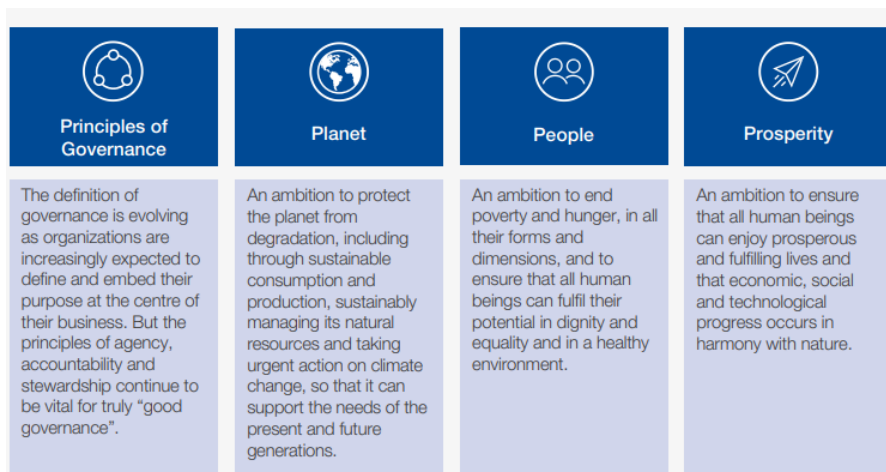 Principles of
Governance
The definition of
governance is evolving
as organizations are
increasingly expected to
define and embed their
purpose at the centre of
their business. But the
principles of agency,
accountability and
stewardship continue to
be vital for truly “good
governance”.
Planet
An ambition to protect
the planet from
degradation, including
through sustainable
consumption and
production, sustainably
managing its natural
resources and taking
urgent action on climate
change, so that it can
support the needs of the
present and future
generations.
People
An ambition to end
poverty and hunger, in all
their forms and
dimensions, and to
ensure that all human
beings can fulfil their
potential in dignity and
equality and in a healthy
environment.
Prosperity
An ambition to ensure
that all human beings
can enjoy prosperous
and fulfilling lives and
that economic, social
and technological
progress occurs in
harmony with nature.